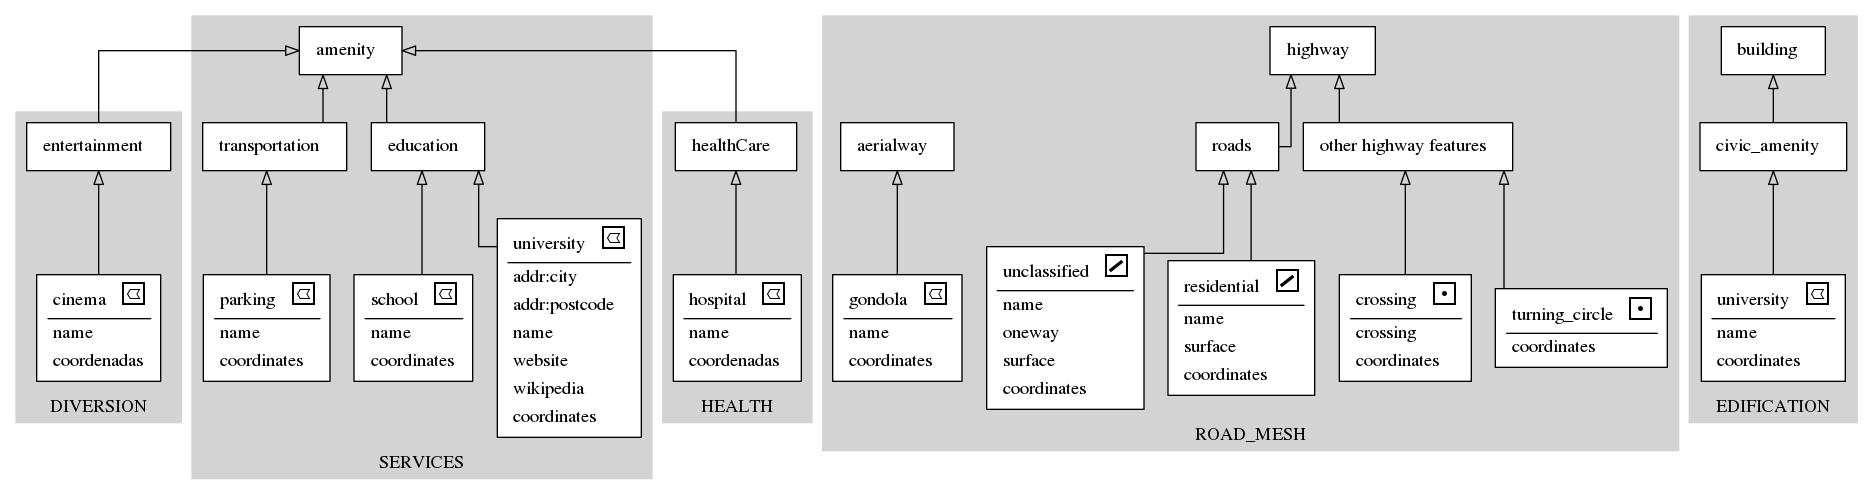 amenity
entertainment
transportation
education
healthCare
cinema
name
coordenadas
DIVERSION
parking
name
coordinates
school
name
coordinates
university
addr:city
addr:postcode
name
website
wikipedia
coordinates
SERVICES
hospital
name
coordenadas
HEALTH
highway
aerialway
roads
other highway features
gondola
name
coordinates
unclassified
name
oneway
surface
coordinates
residential
name
surface
coordinates
crossing
crossing
coordinates
turning_circle
coordinates
ROAD_MESH
building
civic_amenity
university
name
coordinates
EDIFICATION